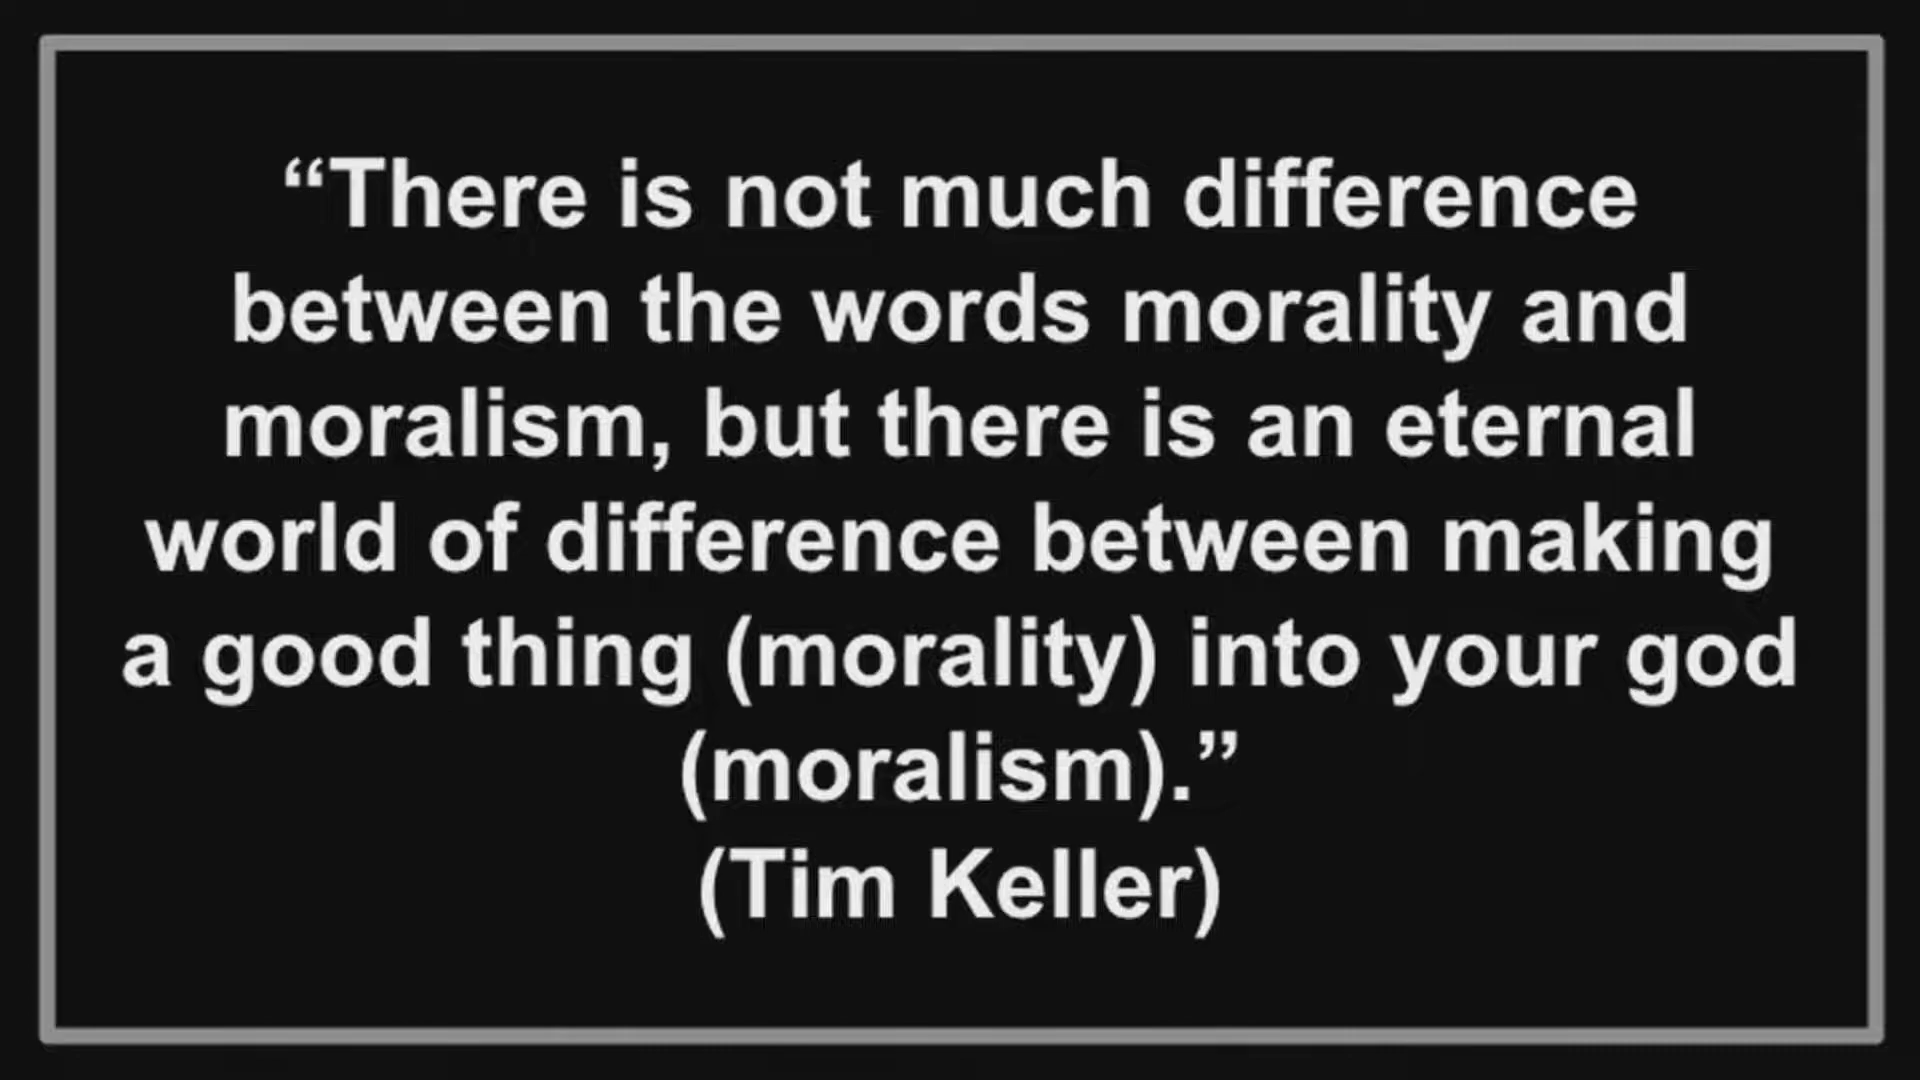 “There is not much difference
between the words morality and
moralism, but there is an eternal
world of difference between making
a good thing (morality) into your god
(moralism).”
(Tim Keller)